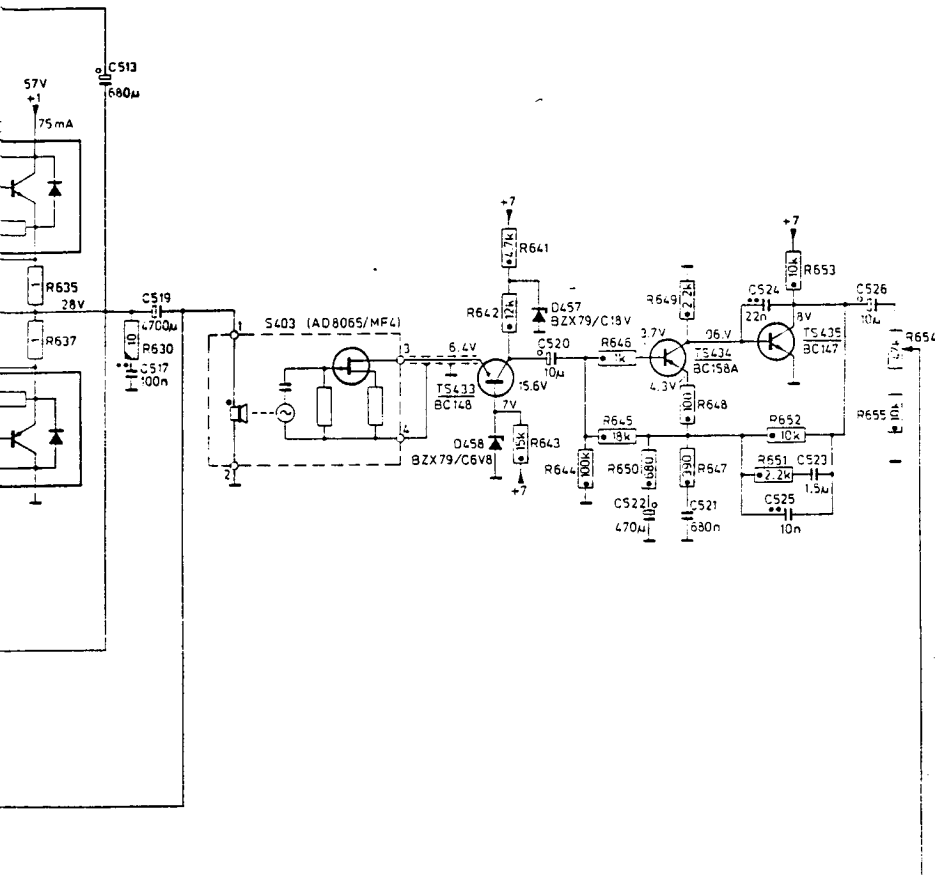 C513
680µ
57V
+1
75mA
R635
28V
C519
4700µ
R637
10
R630
C517
100n
S403 (AD8065/MF4)
1
2
3
4
6.4V
+7
4.7k
R641
R642
12k
D457
BZX79/C18V
C520
10µ
TS433
BC148
15.6V
7V
D458
BZX79/C6V8
15k
R643
+7
R646
1k
R645
18k
R644
100k
R649
2.2k
3.7V
TS434
BC158A
4.3V
100
R648
R650
680
390
R647
C522
470µ
C521
680n
06.V
C524
22n
+7
10k
R653
8V
TS435
BC147
C526
10µ
R652
10k
R651
2.2k
C523
1.5µ
C525
10n
R654
R655
10k